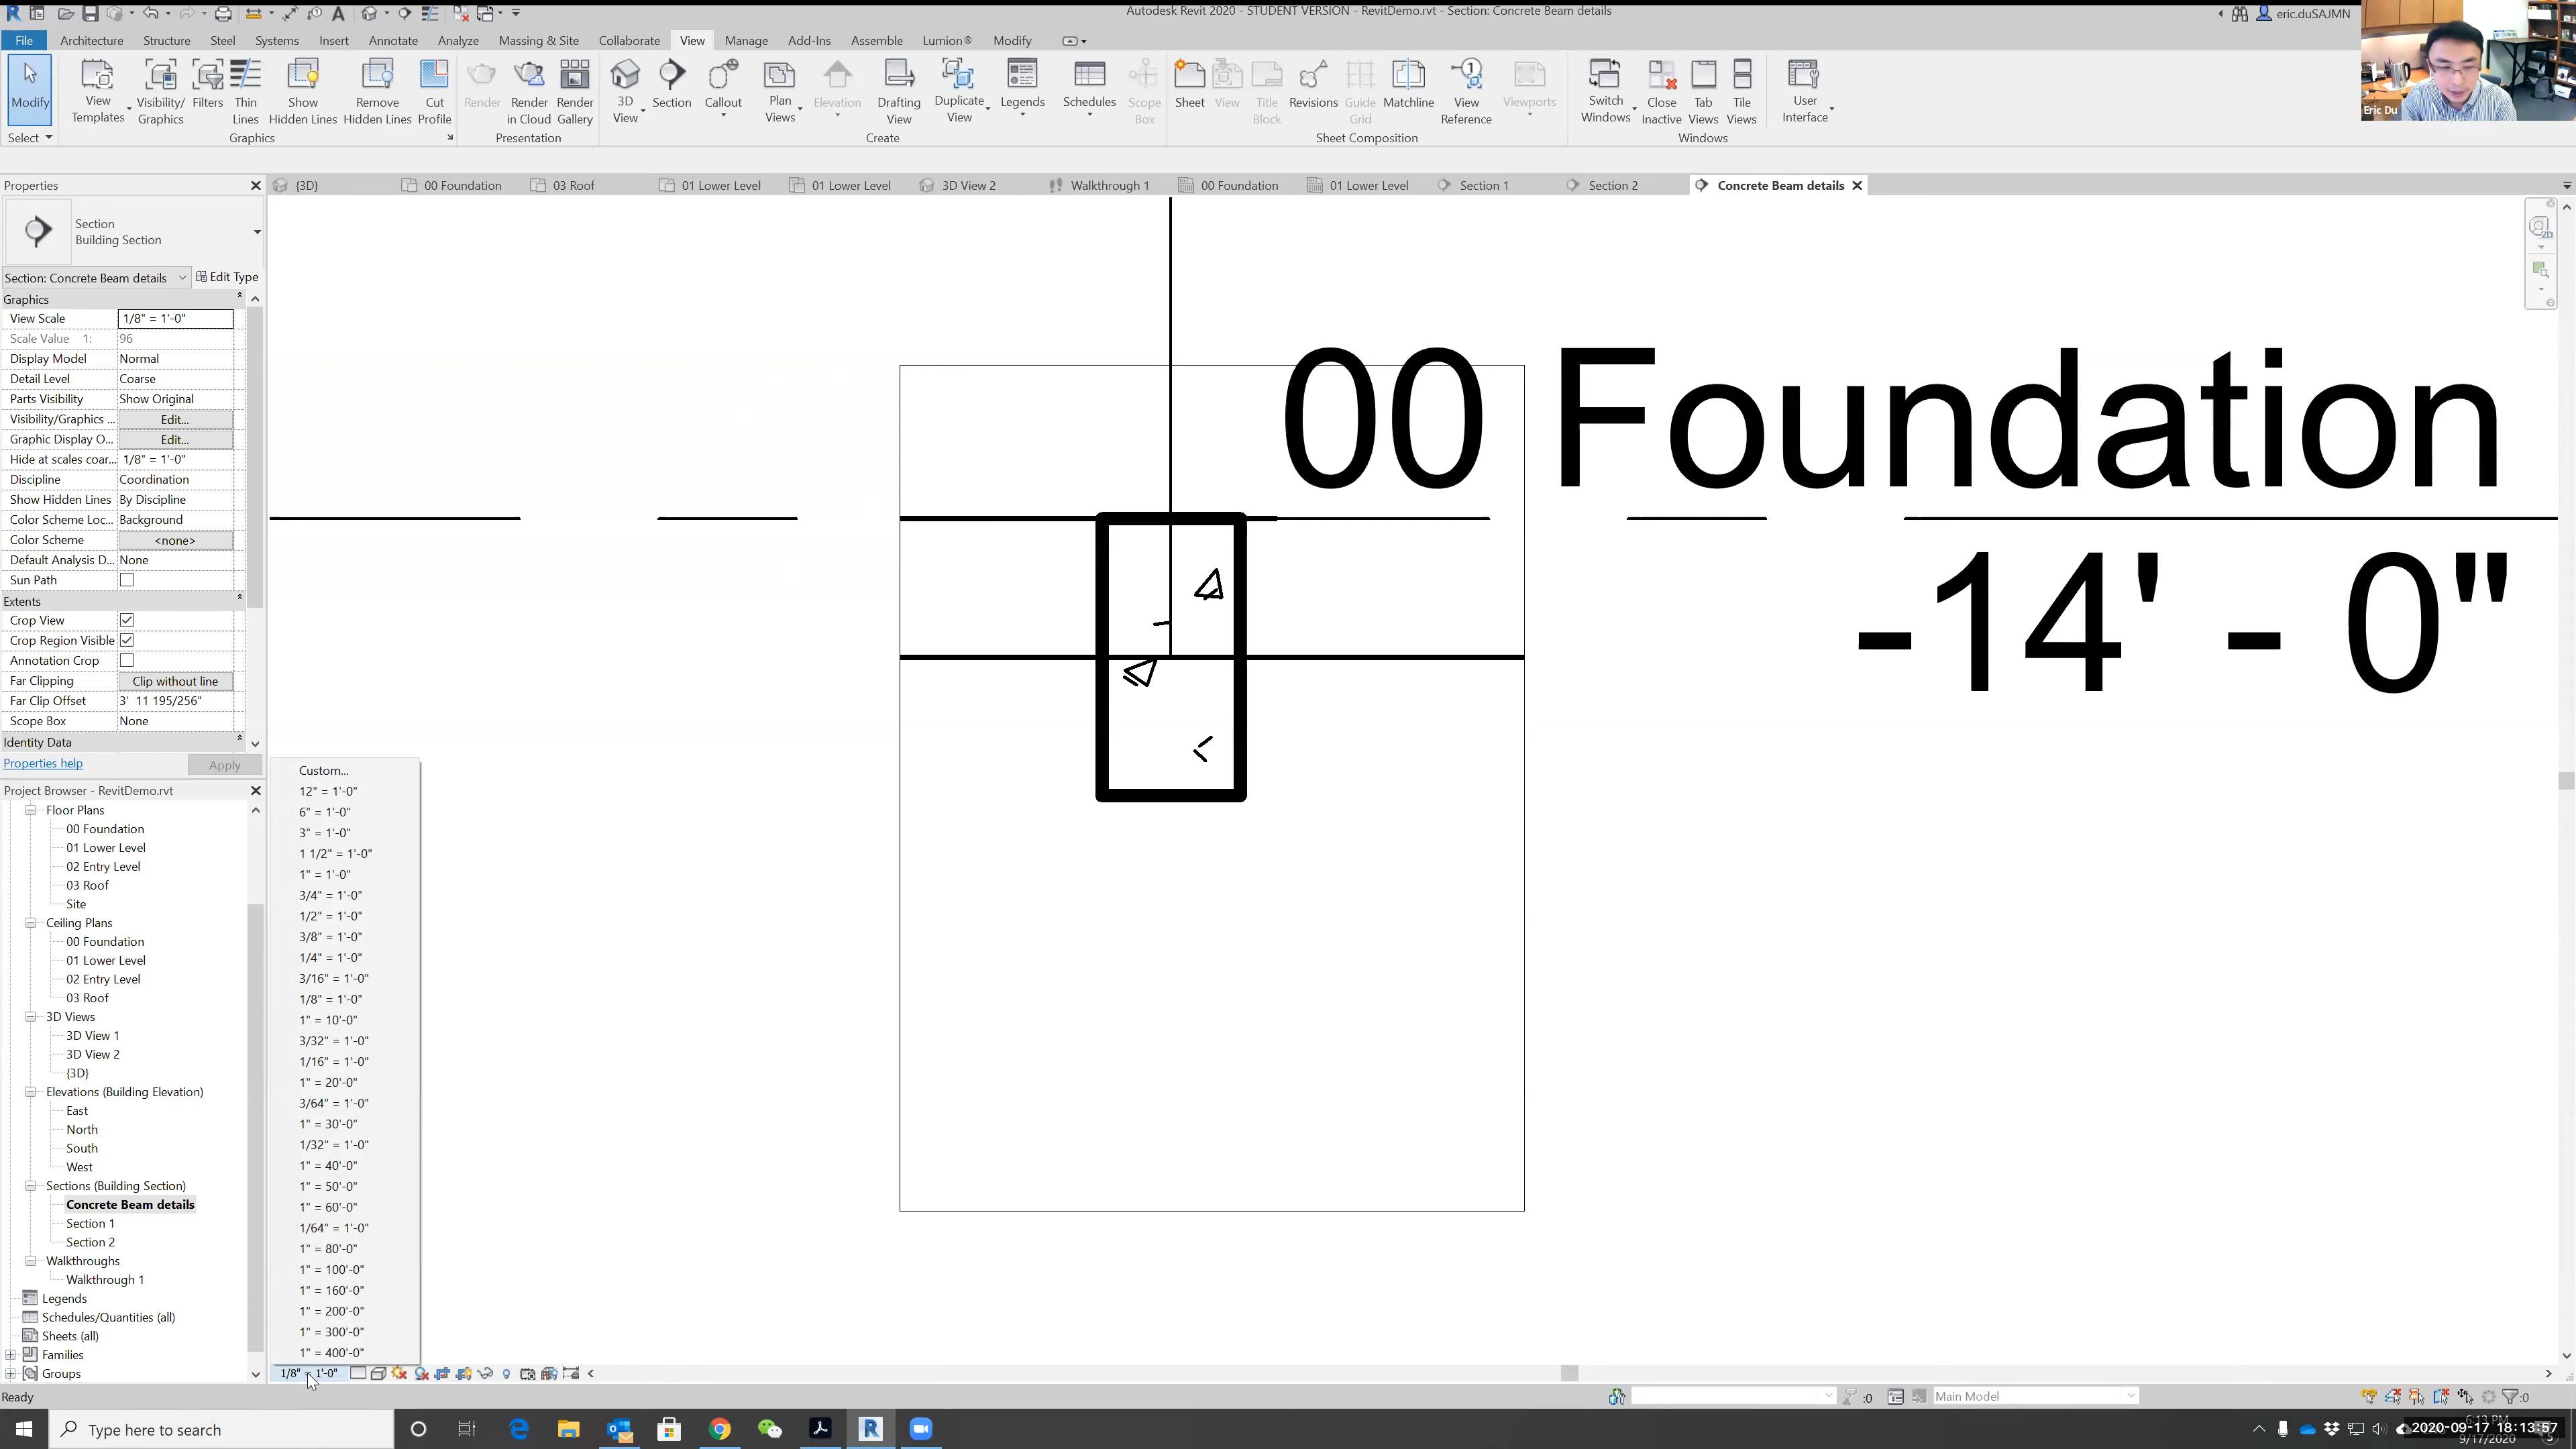 Autodesk Revit 2020 - STUDENT VERSION - RevitDemo.rvt - Section: Concrete Beam details
eric.duSAJMN
File Architecture Structure Steel Systems Insert Annotate Analyze Massing & Site Collaborate View Manage Add-Ins Assemble Lumion® Modify
Modify
View Templates
Visibility/ Graphics
Filters
Thin Lines
Show Hidden Lines
Remove Hidden Lines
Cut Profile
Render
Render in Cloud
Render Gallery
3D View
Section
Callout
Plan Views
Elevation
Drafting View
Duplicate View
Legends
Schedules
Scope Box
Sheet
View
Title Block
Revisions
Guide Grid
Matchline
View Reference
Viewports
Switch Windows
Close Inactive
Tab Views
Tile Views
User Interface
Eric Du
Select Graphics Presentation Create Sheet Composition Windows
Properties
{3D} 00 Foundation 03 Roof 01 Lower Level 01 Lower Level 3D View 2 Walkthrough 1 00 Foundation 01 Lower Level Section 1 Section 2 Concrete Beam details
Section
Building Section
Section: Concrete Beam details Edit Type
Graphics
View Scale 1/8" = 1'-0"
Scale Value 1: 96
Display Model Normal
Detail Level Coarse
Parts Visibility Show Original
Visibility/Graphics ... Edit...
Graphic Display O... Edit...
Hide at scales coar... 1/8" = 1'-0"
Discipline Coordination
Show Hidden Lines By Discipline
Color Scheme Loc... Background
Color Scheme <none>
Default Analysis D... None
Sun Path
Extents
Crop View
Crop Region Visible
Annotation Crop
Far Clipping Clip without line
Far Clip Offset 3' 11 195/256"
Scope Box None
Identity Data
Properties help Apply
00 Foundation
-14' - 0"
Project Browser - RevitDemo.rvt
Floor Plans
00 Foundation
01 Lower Level
02 Entry Level
03 Roof
Site
Ceiling Plans
00 Foundation
01 Lower Level
02 Entry Level
03 Roof
3D Views
3D View 1
3D View 2
{3D}
Elevations (Building Elevation)
East
North
South
West
Sections (Building Section)
Concrete Beam details
Section 1
Section 2
Walkthroughs
Walkthrough 1
Legends
Schedules/Quantities (all)
Sheets (all)
Families
Groups
Custom...
12" = 1'-0"
6" = 1'-0"
3" = 1'-0"
1 1/2" = 1'-0"
1" = 1'-0"
3/4" = 1'-0"
1/2" = 1'-0"
3/8" = 1'-0"
1/4" = 1'-0"
3/16" = 1'-0"
1/8" = 1'-0"
1" = 10'-0"
3/32" = 1'-0"
1/16" = 1'-0"
1" = 20'-0"
3/64" = 1'-0"
1" = 30'-0"
1/32" = 1'-0"
1" = 40'-0"
1" = 50'-0"
1" = 60'-0"
1/64" = 1'-0"
1" = 80'-0"
1" = 100'-0"
1" = 160'-0"
1" = 200'-0"
1" = 300'-0"
1" = 400'-0"
1/8" = 1'-0"
Ready :0 Main Model :0
Type here to search
6:13 PM
2020-09-17 18:13:57
9/17/2020